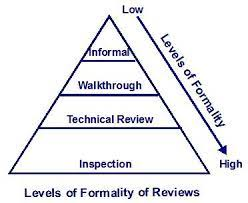 Low
Informal
Levels of Formality
Walkthrough
Technical Review
Inspection
High
Levels of Formality of Reviews